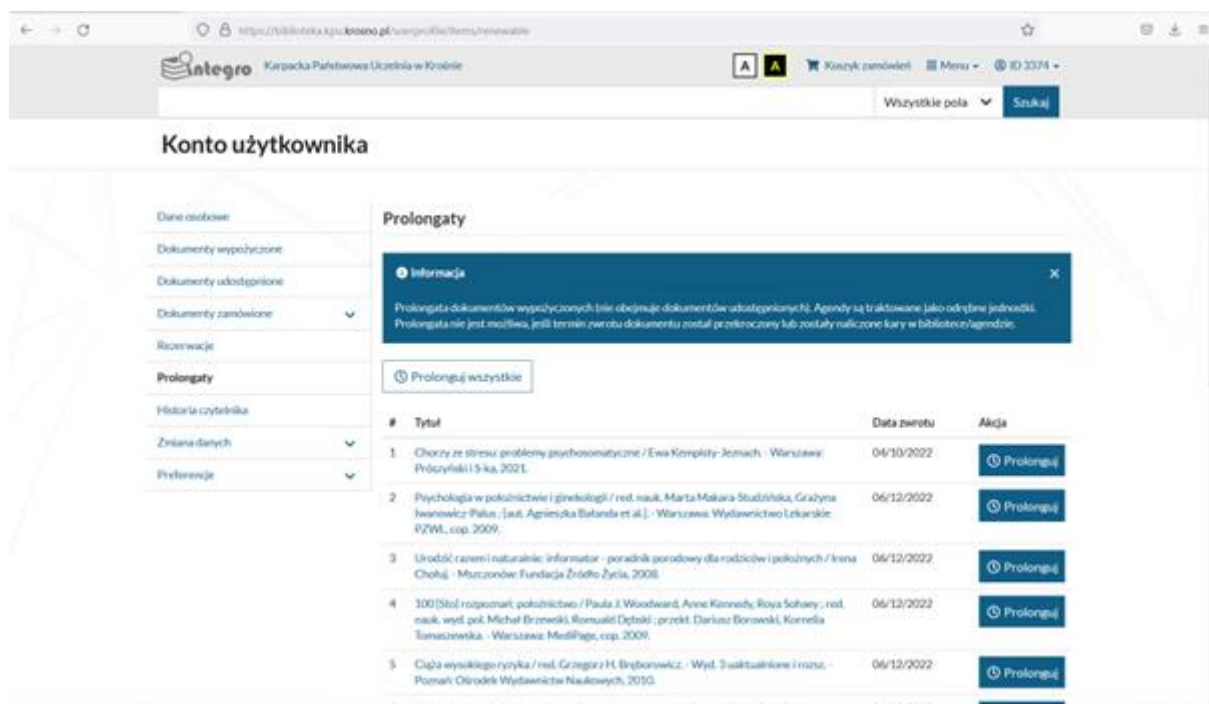 https://biblioteka.kpu.krosno.pl/userprofile/items/renewable
integro Karpacka Państwowa Uczelnia w Krośnie A A Koszyk zamówień Menu ID 3374
Wszystkie pola Szukaj
Konto użytkownika
Dane osobowe
Dokumenty wypożyczone
Dokumenty udostępnione
Dokumenty zamówione
Rezerwacje
Prolongaty
Historia czytelnika
Zmiana danych
Preferencje
Prolongaty
Informacja
Prolongata dokumentów wypożyczonych (nie obejmuje dokumentów udostępnionych). Agendy są traktowane jako odrębne jednostki.
Prolongata nie jest możliwa, jeśli termin zwrotu dokumentu został przekroczony lub zostały naliczone kary w bibliotece/agendzie.
Prolonguj wszystkie
# Tytuł Data zwrotu Akcja
1 Chorzy ze stresu: problemy psychosomatyczne / Ewa Kempisty-Jeznach. - Warszawa: 04/10/2022 Prolonguj
Prószyński i S-ka, 2021.
2 Psychologia w położnictwie i ginekologii / red. nauk. Marta Makara-Studzińska, Grażyna 06/12/2022 Prolonguj
Iwanowicz-Palus ; [aut. Agnieszka Bałanda et al.]. - Warszawa: Wydawnictwo Lekarskie
PZWL, cop. 2009.
3 Urodzić razem i naturalnie: informator - poradnik porodowy dla rodziców i położnych / Irena 06/12/2022 Prolonguj
Chołuj. - Mszczonów: Fundacja Źródło Życia, 2008.
4 100 [Sto] rozpoznań: położnictwo / Paula J. Woodward, Anne Kennedy, Roya Sohaey ; red. 06/12/2022 Prolonguj
nauk. wyd. pol. Michał Brzewski, Romuald Dębski ; przekł. Dariusz Borowski, Kornelia
Tomaszewska. - Warszawa: MediPage, cop. 2009.
5 Ciąża wysokiego ryzyka / red. Grzegorz H. Bręborowicz. - Wyd. 3 uaktualnione i rozsz. - 06/12/2022 Prolonguj
Poznań: Ośrodek Wydawnictw Naukowych, 2010.